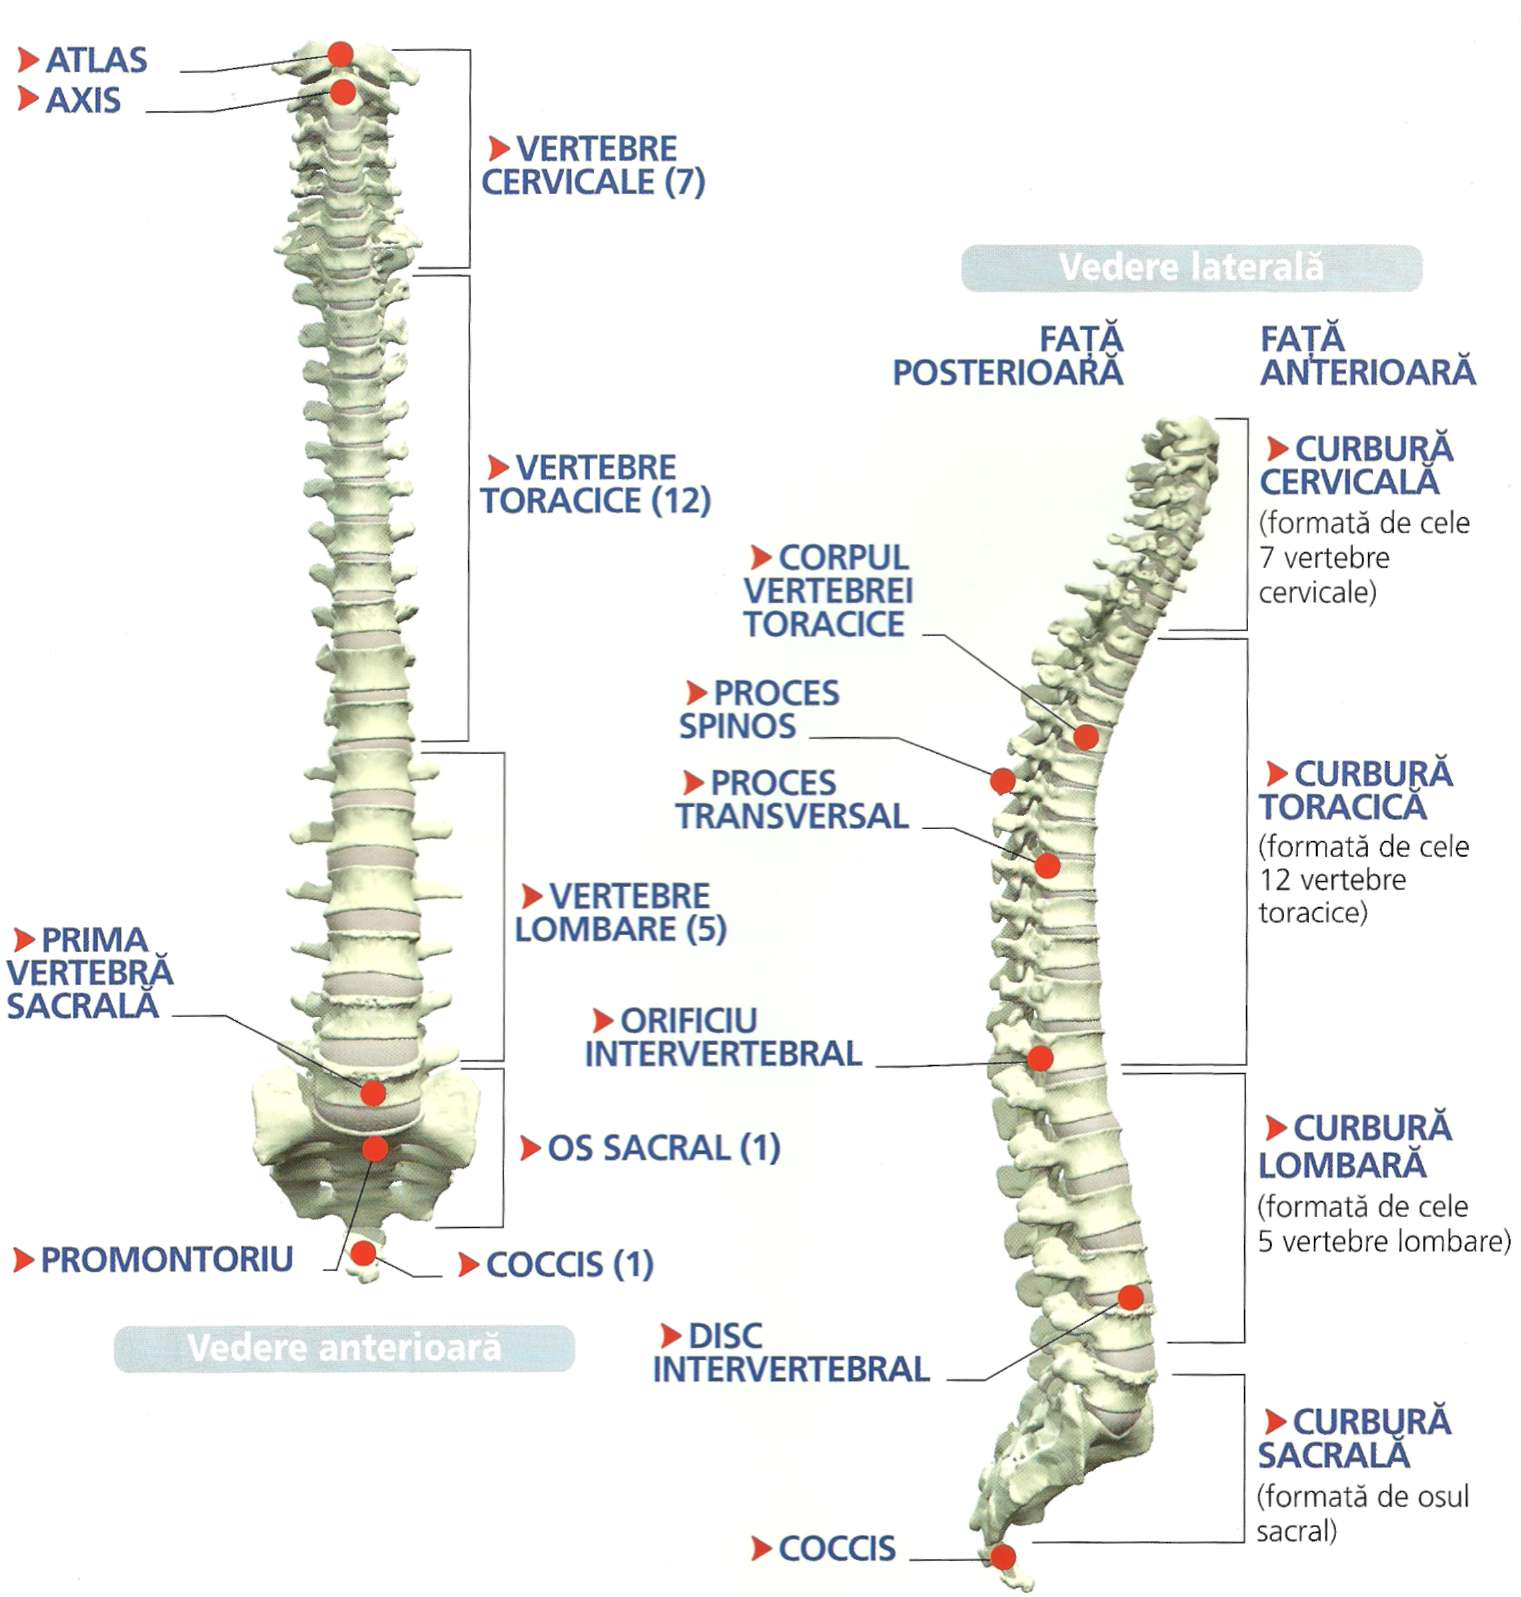 ATLAS
AXIS
VERTEBRE
CERVICALE (7)
VERTEBRE
TORACICE (12)
VERTEBRE
LOMBARE (5)
PRIMA
VERTEBRĂ
SACRALĂ
OS SACRAL (1)
PROMONTORIU
COCCIS (1)
Vedere anterioară
Vedere laterală
FAȚĂ
POSTERIOARĂ
FAȚĂ
ANTERIOARĂ
CORPUL
VERTEBREI
TORACICE
PROCES
SPINOS
PROCES
TRANSVERSAL
ORIFICIU
INTERVERTEBRAL
DISC
INTERVERTEBRAL
COCCIS
CURBURĂ
CERVICALĂ
(formată de cele
7 vertebre
cervicale)
CURBURĂ
TORACICĂ
(formată de cele
12 vertebre
toracice)
CURBURĂ
LOMBARĂ
(formată de cele
5 vertebre lombare)
CURBURĂ
SACRALĂ
(formată de osul
sacral)